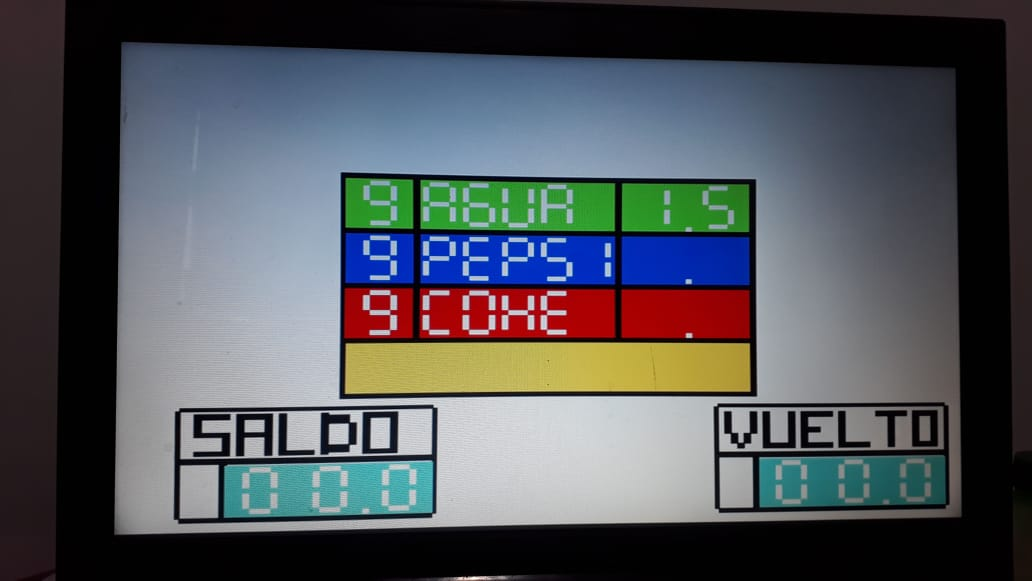 9 AGUA 1.5
9 PEPSI .
9 COKE .
SALDO
00.0
VUELTO
00.0